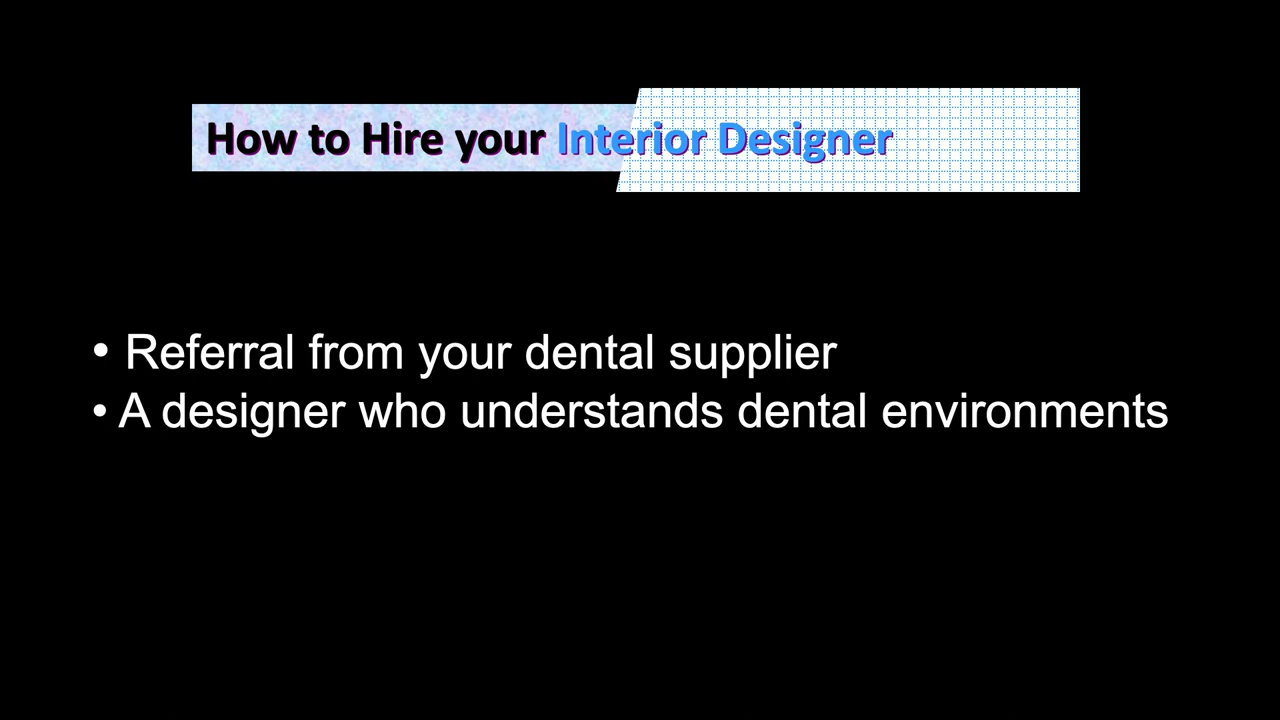 How to Hire your Interior Designer
• Referral from your dental supplier
• A designer who understands dental environments